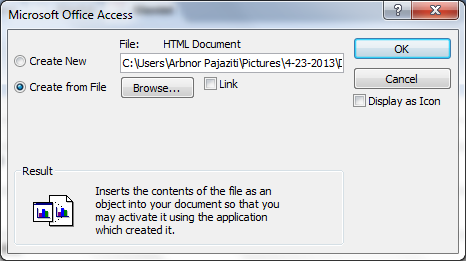 Microsoft Office Access
File: HTML Document
Create New
C:\Users\Arbnor Pajaziti\Pictures\4-23-2013\
OK
Create from File
Browse...
Link
Cancel
Display as Icon
Result
Inserts the contents of the file as an
object into your document so that you
may activate it using the application
which created it.